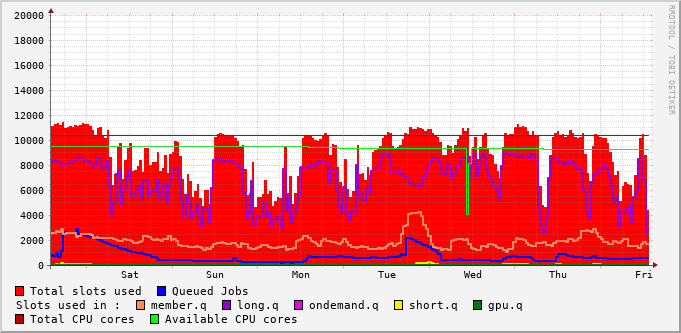 20000
18000
16000
14000
12000
10000
8000
6000
4000
2000
0
Sat Sun Mon Tue Wed Thu Fri
Total slots used Queued Jobs
Slots used in : member.q long.q ondemand.q short.q gpu.q
Total CPU cores Available CPU cores
RRDTOOL / TOBI OETIKER